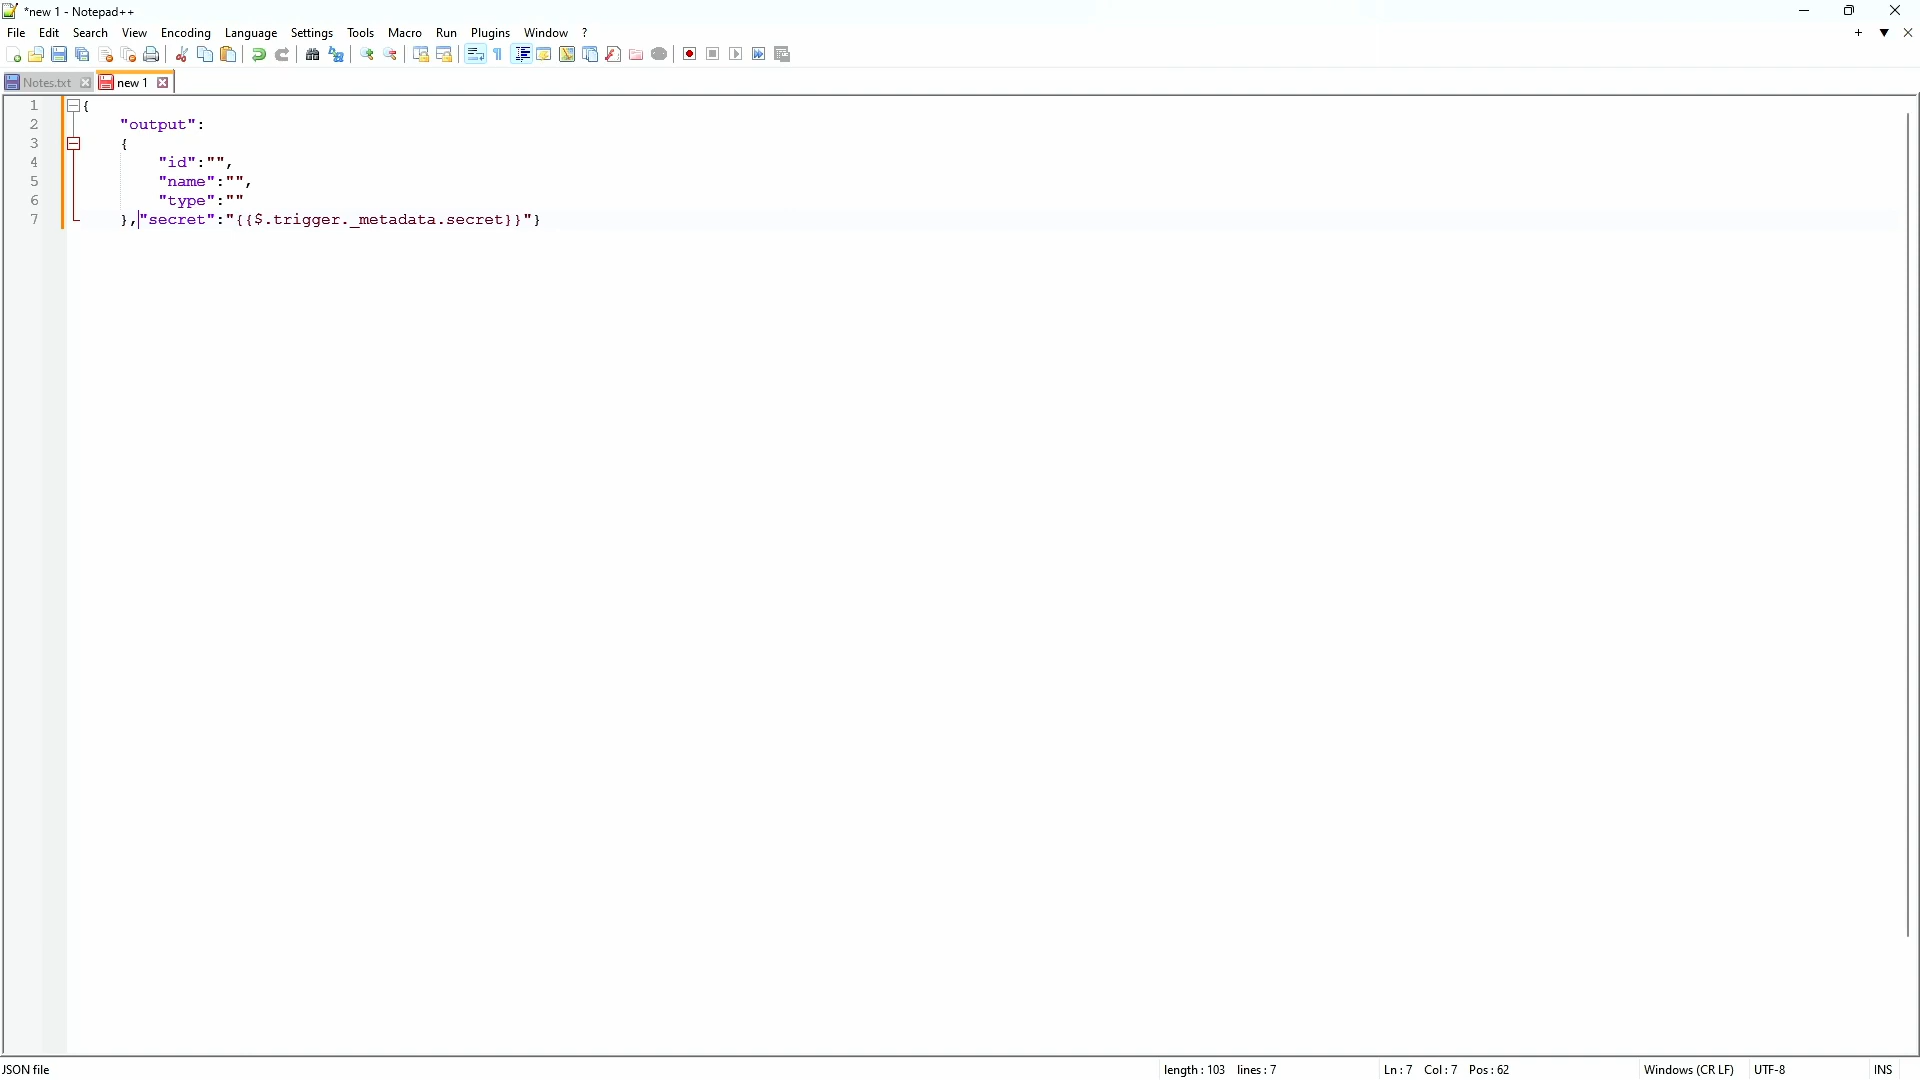 *new 1 - Notepad++
File Edit Search View Encoding Language Settings Tools Macro Run Plugins Window ?
Notes.txt new 1
1 {
2 "output":
3 {
4 "id":"",
5 "name":"",
6 "type":""
7 },"secret":"{{$.trigger._metadata.secret}}"}
JSON file length : 103 lines : 7 Ln : 7 Col : 7 Pos : 62 Windows (CR LF) UTF-8 INS